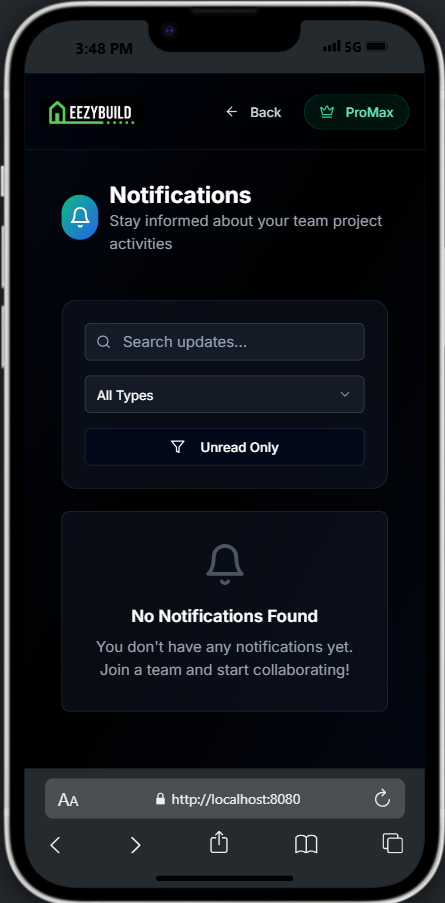 3:48 PM
5G
EEZYBUILD
Back
ProMax
Notifications
Stay informed about your team project
activities
Search updates...
All Types
Unread Only
No Notifications Found
You don't have any notifications yet.
Join a team and start collaborating!
AA
http://localhost:8080